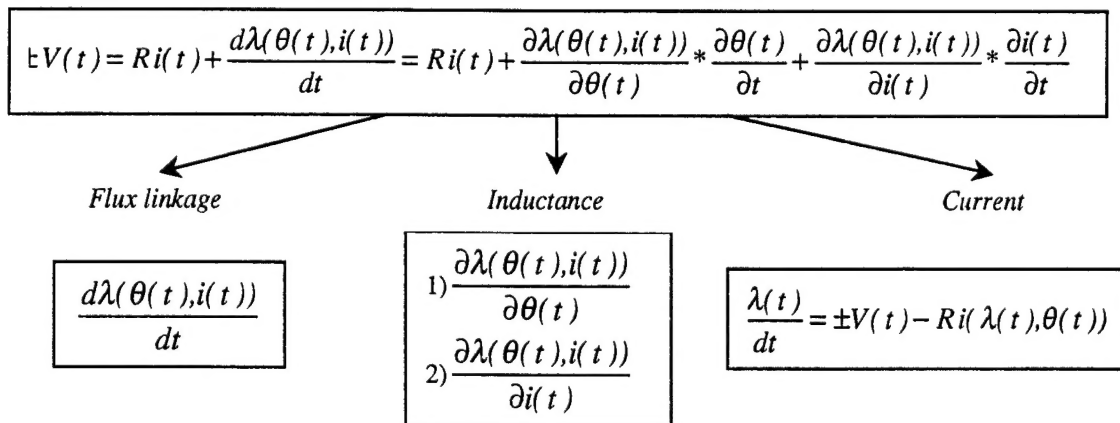 ±V(t) = Ri(t) + dλ(θ(t),i(t))/dt = Ri(t) + ∂λ(θ(t),i(t))/∂θ(t) * ∂θ(t)/∂t + ∂λ(θ(t),i(t))/∂i(t) * ∂i(t)/∂t
Flux linkage Inductance Current
dλ(θ(t),i(t))/dt
1) ∂λ(θ(t),i(t))/∂θ(t)
2) ∂λ(θ(t),i(t))/∂i(t)
λ(t)/dt = ±V(t) − Ri(λ(t),θ(t))